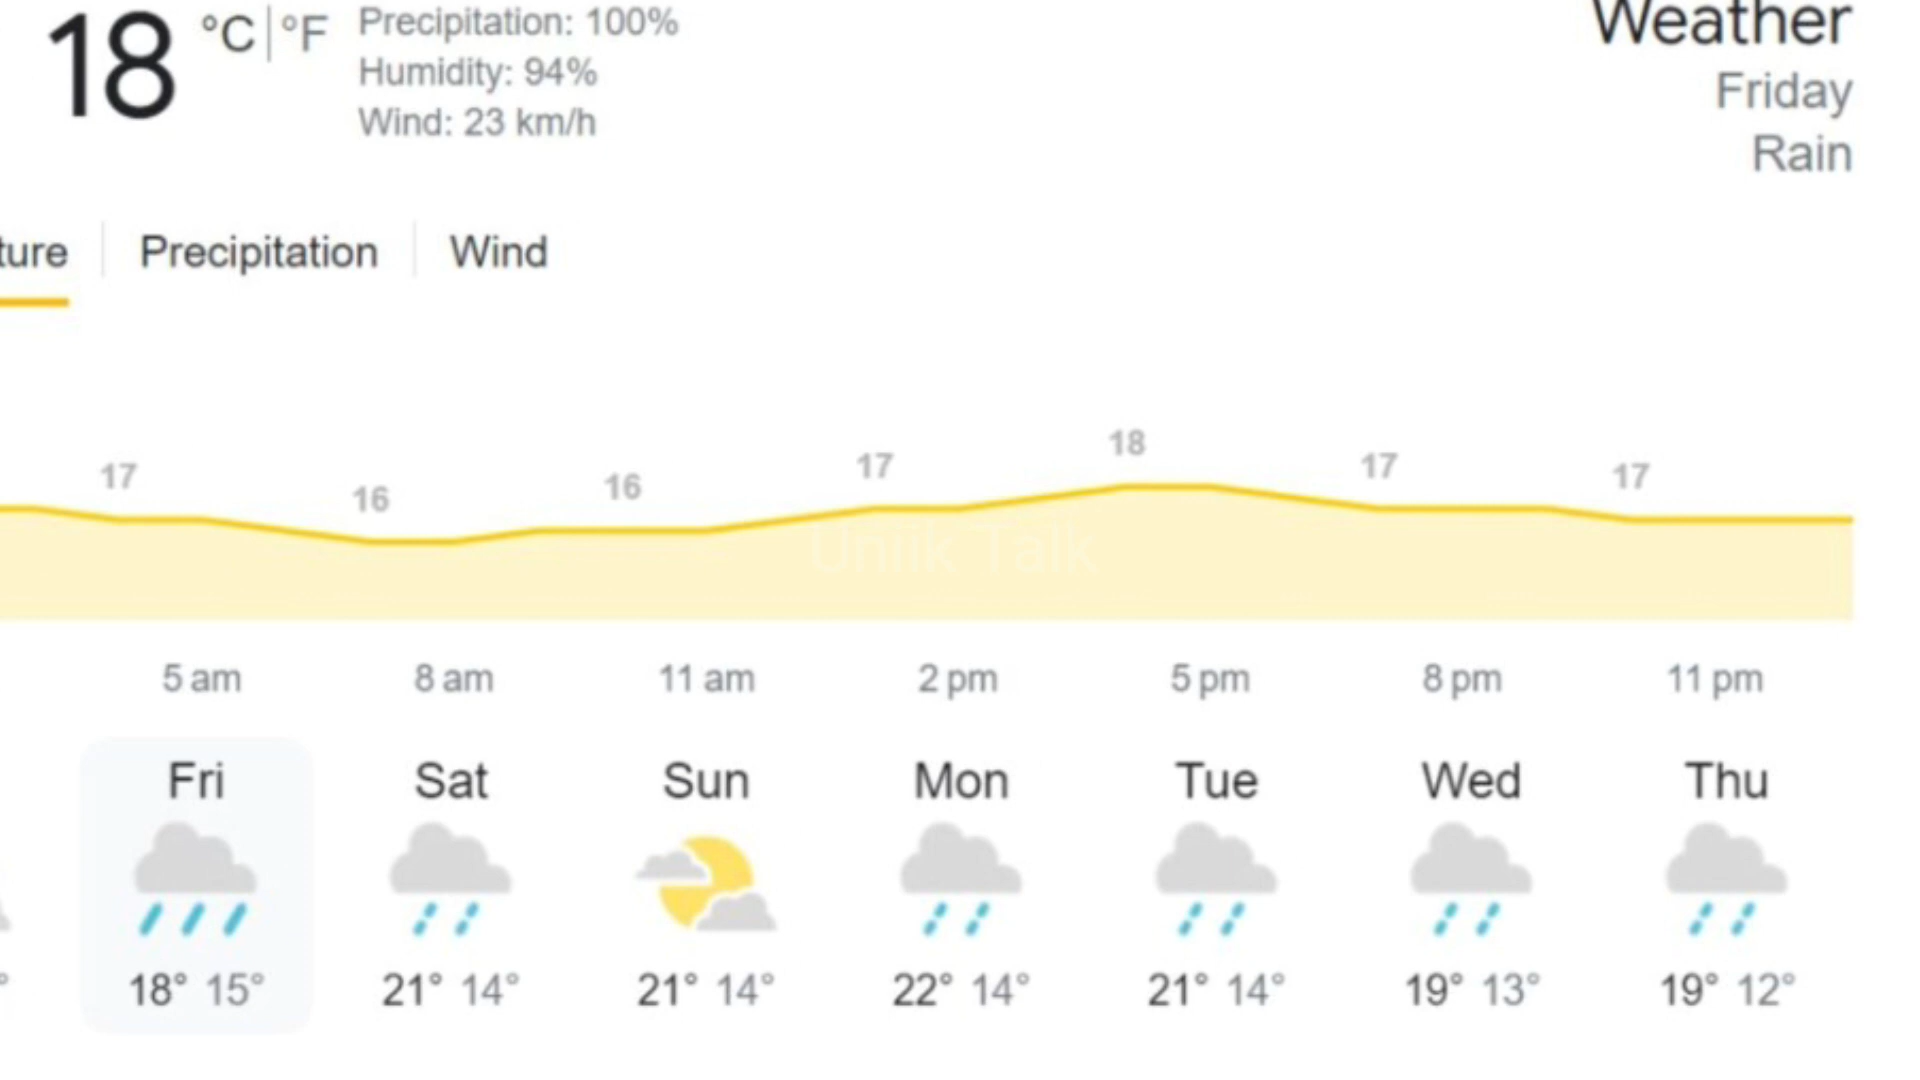 18 °C | °F Precipitation: 100%
Humidity: 94%
Wind: 23 km/h
Weather
Friday
Rain
ture Precipitation Wind
17 16 16 17 18 17 17
Uniik Talk
5 am 8 am 11 am 2 pm 5 pm 8 pm 11 pm
Fri Sat Sun Mon Tue Wed Thu
° 18° 15° 21° 14° 21° 14° 22° 14° 21° 14° 19° 13° 19° 12°